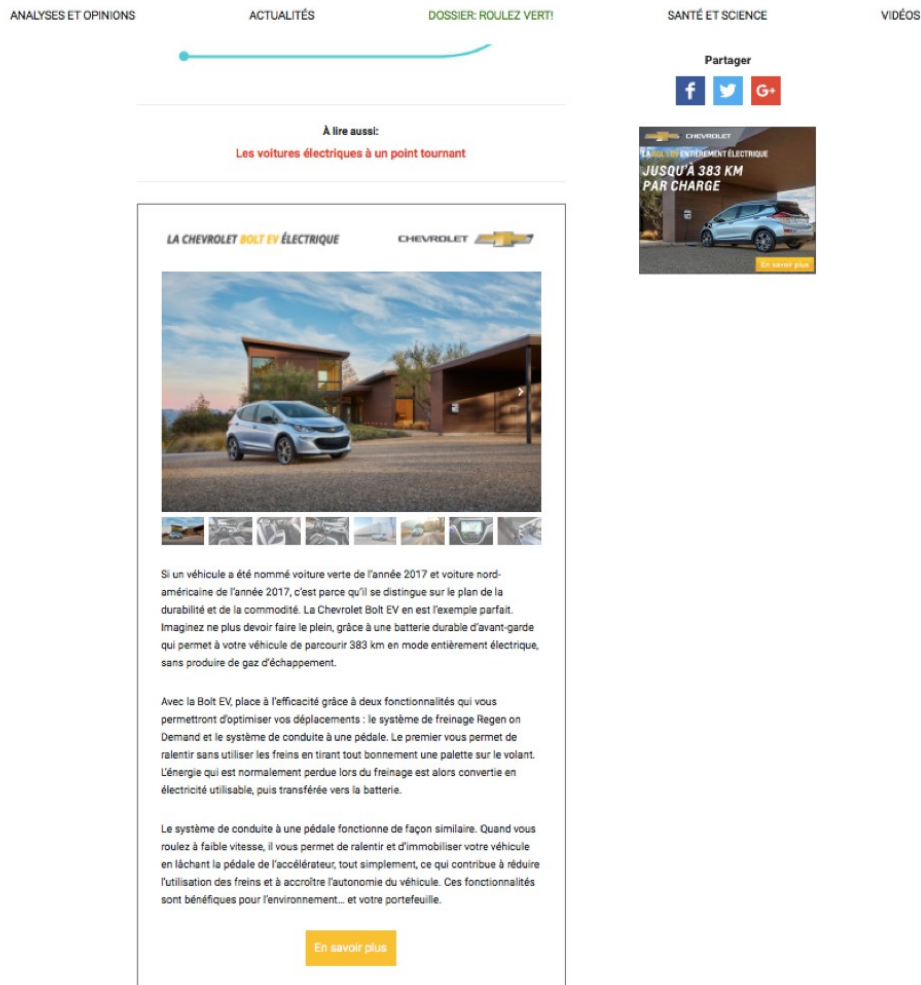 ANALYSES ET OPINIONS
ACTUALITÉS
DOSSIER: ROULEZ VERT!
SANTÉ ET SCIENCE
VIDÉOS
Partager
À lire aussi:
Les voitures électriques à un point tournant
CHEVROLET
LA BOLT EV ENTIÈREMENT ÉLECTRIQUE
JUSQU'À 383 KM
PAR CHARGE
En savoir plus
LA CHEVROLET BOLT EV ÉLECTRIQUE
CHEVROLET
Si un véhicule a été nommé voiture verte de l'année 2017 et voiture nord-
américaine de l'année 2017, c'est parce qu'il se distingue sur le plan de la
durabilité et de la commodité. La Chevrolet Bolt EV en est l'exemple parfait.
Imaginez ne plus devoir faire le plein, grâce à une batterie durable d'avant-garde
qui permet à votre véhicule de parcourir 383 km en mode entièrement électrique,
sans produire de gaz d'échappement.
Avec la Bolt EV, place à l'efficacité grâce à deux fonctionnalités qui vous
permettront d'optimiser vos déplacements : le système de freinage Regen on
Demand et le système de conduite à une pédale. Le premier vous permet de
ralentir sans utiliser les freins en tirant tout bonnement une palette sur le volant.
L'énergie qui est normalement perdue lors du freinage est alors convertie en
électricité utilisable, puis transférée vers la batterie.
Le système de conduite à une pédale fonctionne de façon similaire. Quand vous
roulez à faible vitesse, il vous permet de ralentir et d'immobiliser votre véhicule
en lâchant la pédale de l'accélérateur, tout simplement, ce qui contribue à réduire
l'utilisation des freins et à accroître l'autonomie du véhicule. Ces fonctionnalités
sont bénéfiques pour l'environnement... et votre portefeuille.
En savoir plus